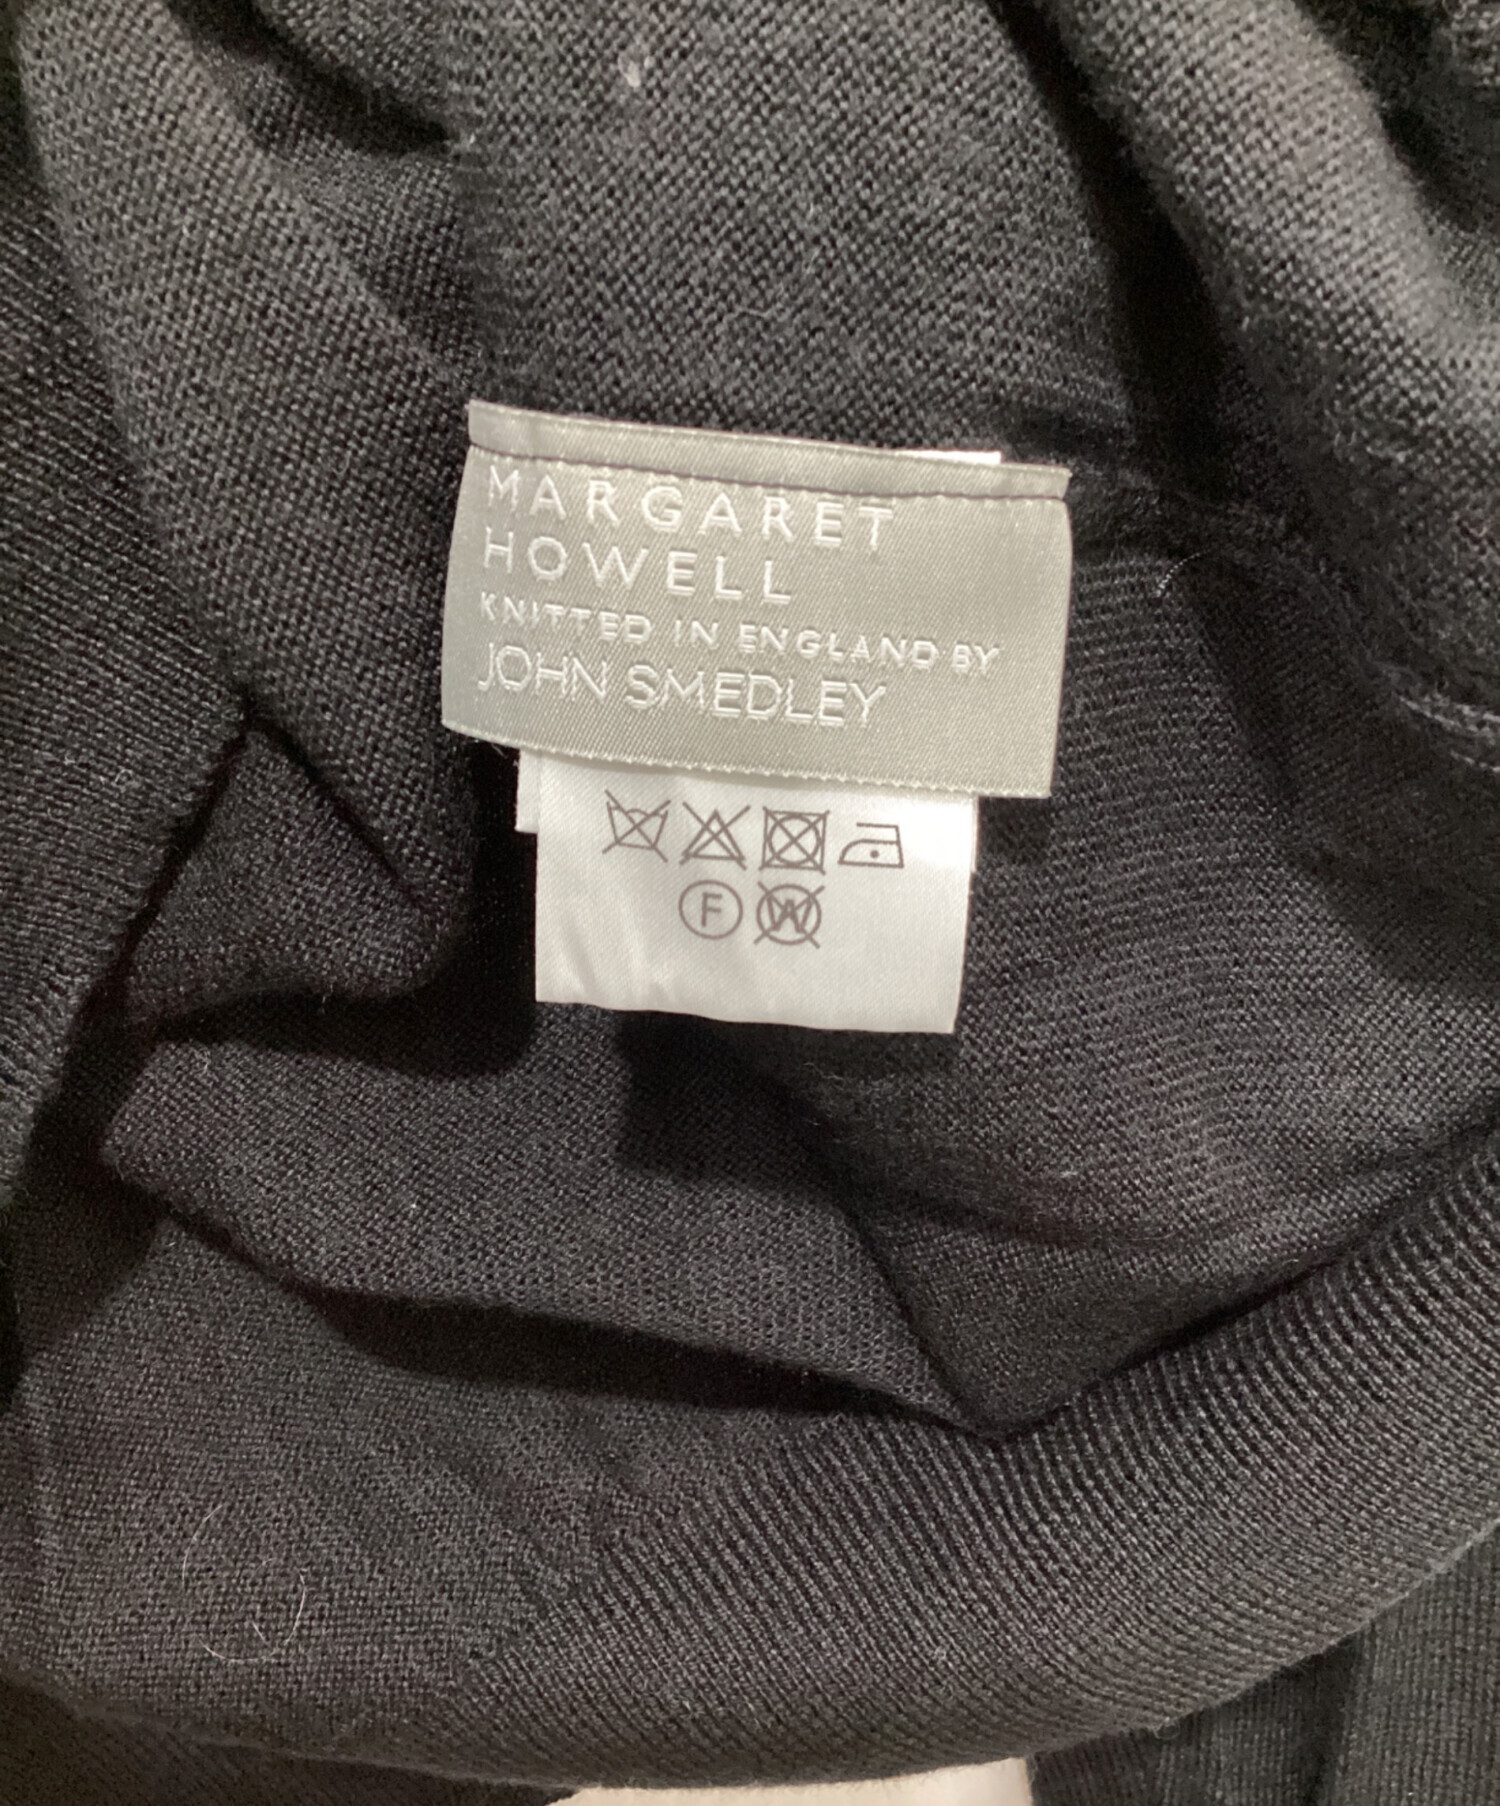 MARGARET
HOWELL
KNITTED IN ENGLAND BY
JOHN SMEDLEY
F W